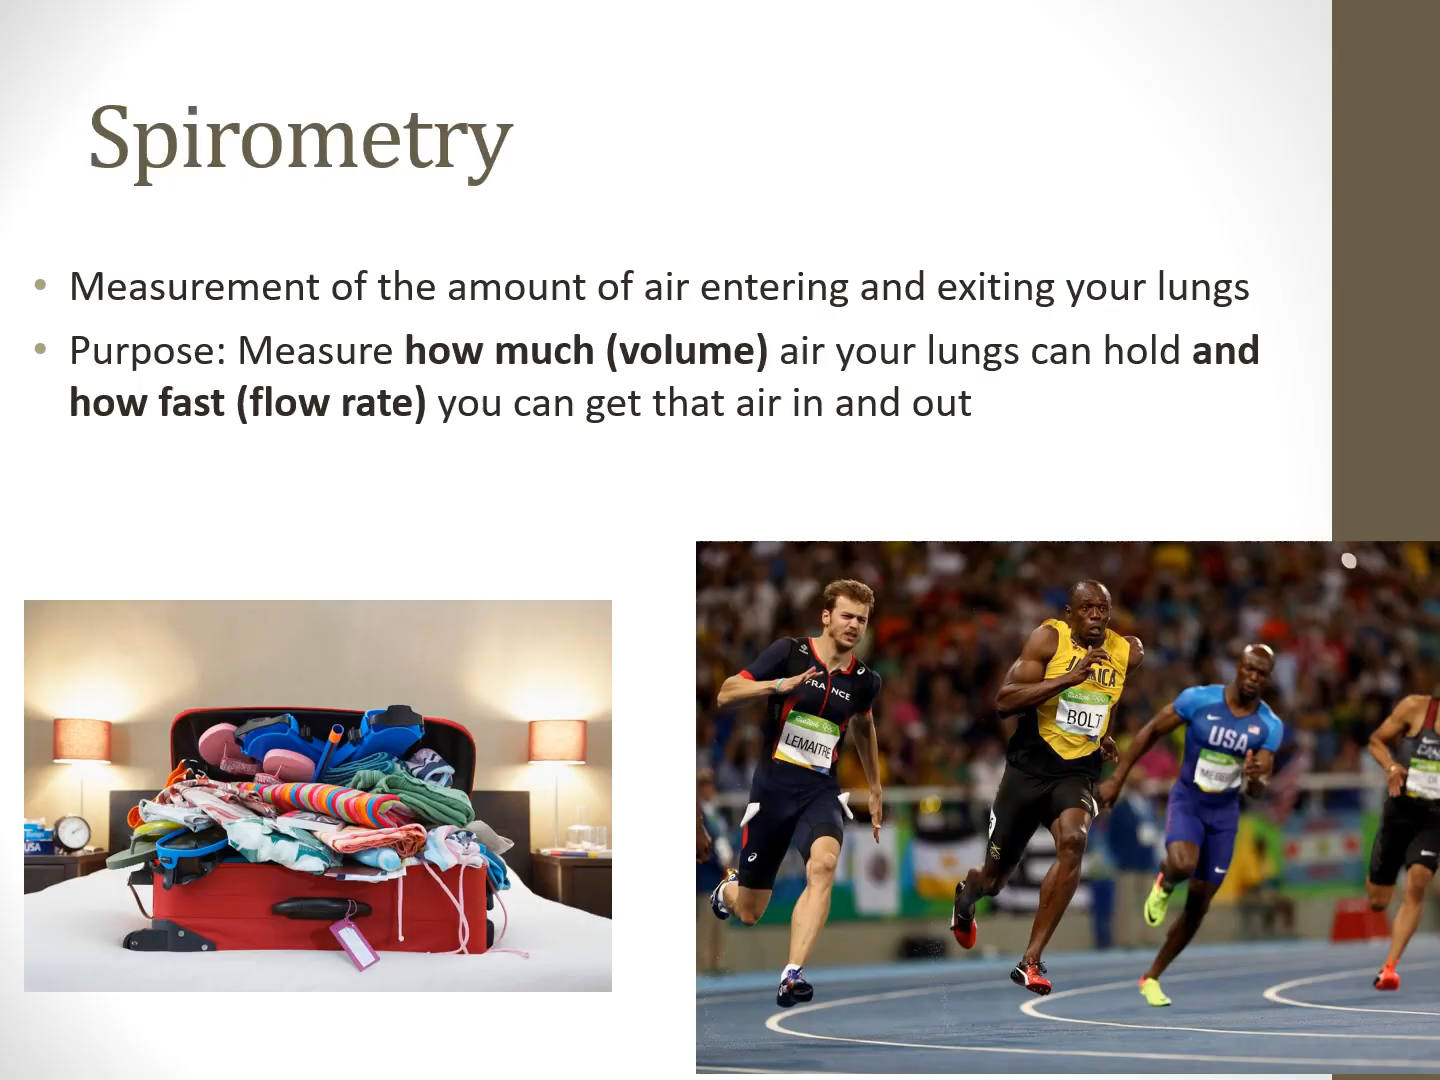 Spirometry
• Measurement of the amount of air entering and exiting your lungs
• Purpose: Measure how much (volume) air your lungs can hold and
how fast (flow rate) you can get that air in and out
FRANCE
LEMAITRE
JAMAICA
BOLT
USA
USA